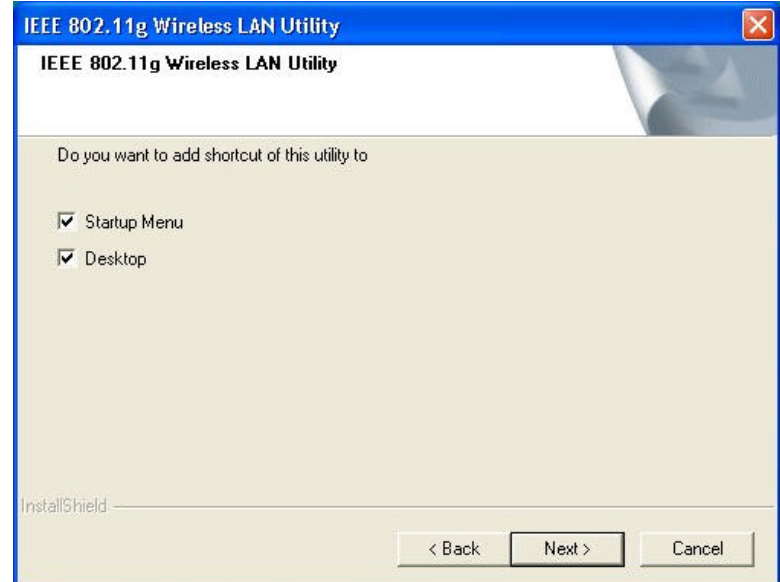 IEEE 802.11g Wireless LAN Utility
IEEE 802.11g Wireless LAN Utility
Do you want to add shortcut of this utility to
Startup Menu
Desktop
InstallShield
< Back Next > Cancel